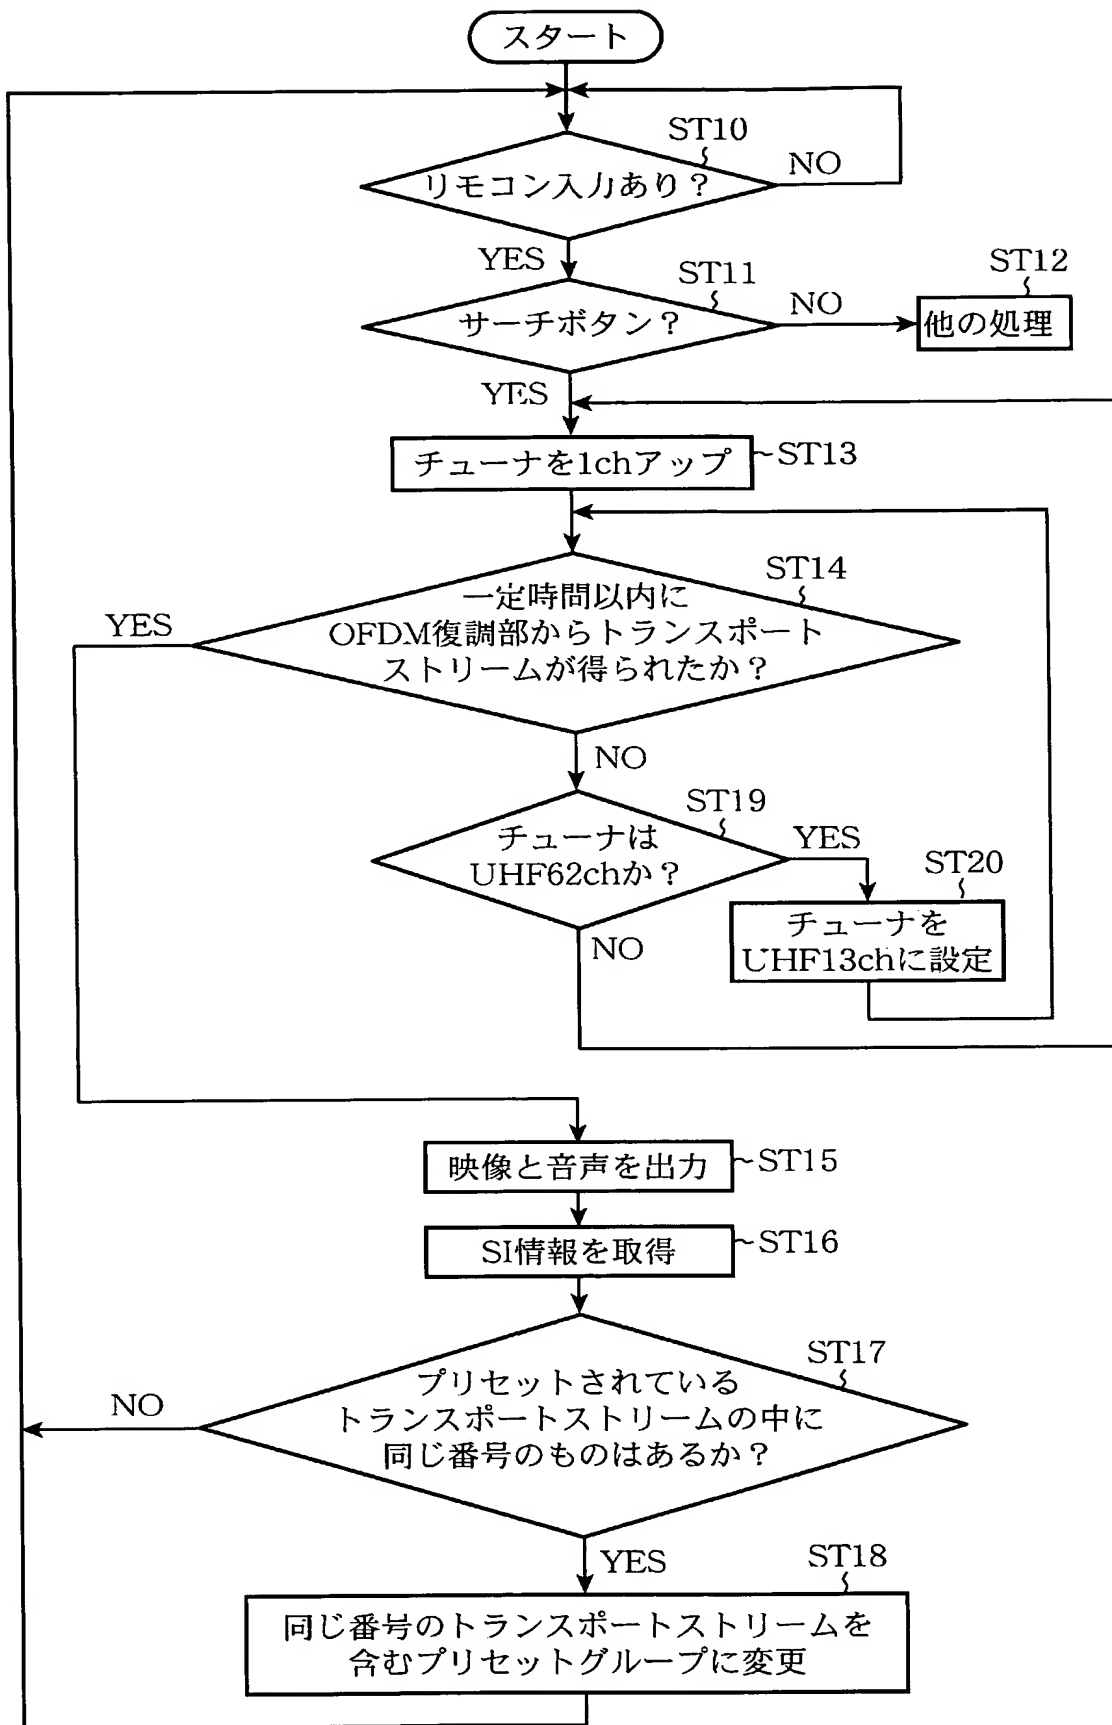 スタート
ST10
リモコン入力あり？
NO
YES
ST11
サーチボタン？
NO
ST12
他の処理
YES
チューナを1chアップ
ST13
ST14
一定時間以内に
OFDM復調部からトランスポート
ストリームが得られたか？
YES
NO
ST19
チューナは
UHF62chか？
YES
ST20
チューナを
UHF13chに設定
NO
映像と音声を出力
ST15
SI情報を取得
ST16
ST17
プリセットされている
トランスポートストリームの中に
同じ番号のものはあるか？
NO
YES
ST18
同じ番号のトランスポートストリームを
含むプリセットグループに変更